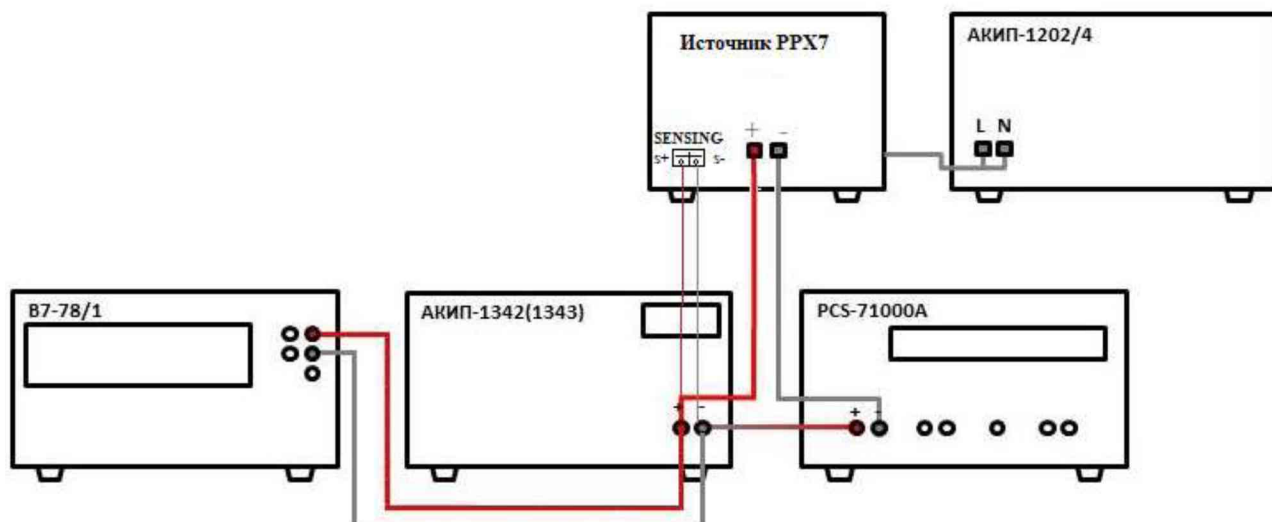 Источник PPX7
АКИП-1202/4
L N
SENSING
+ -
s+ s-
В7-78/1
АКИП-1342(1343)
PCS-71000A
+ -
+ -